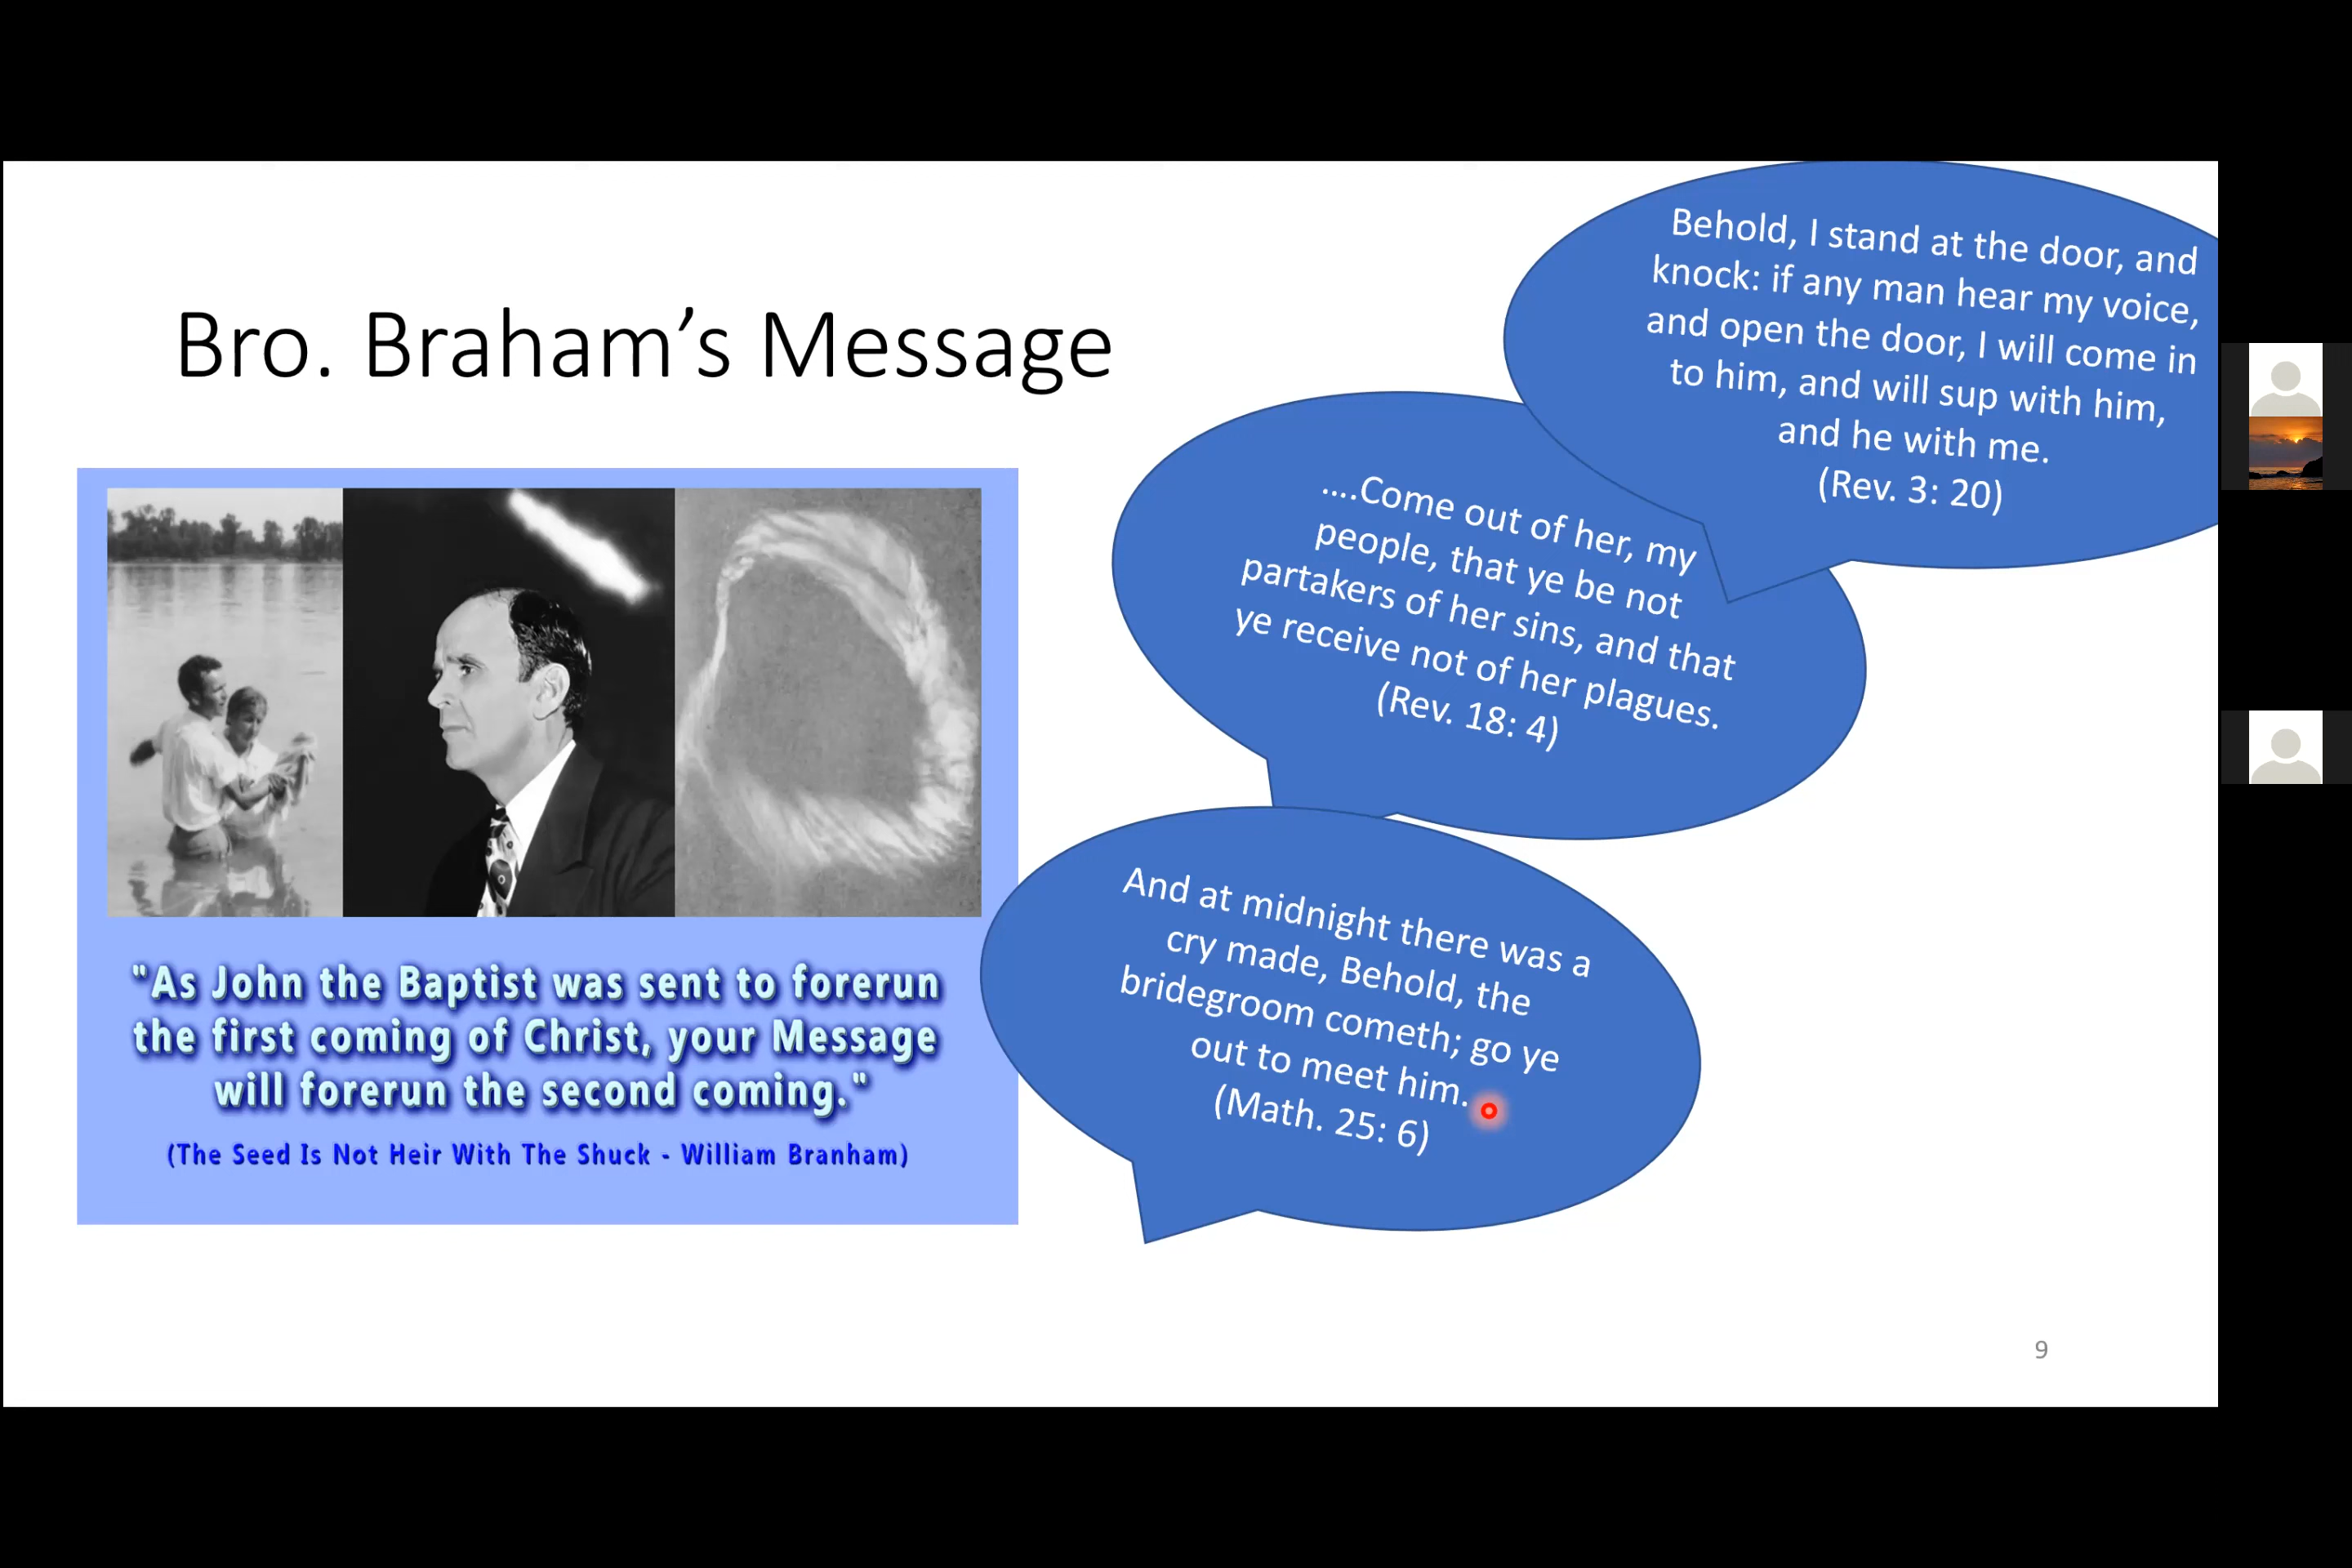 Bro. Braham’s Message
"As John the Baptist was sent to forerun
the first coming of Christ, your Message
will forerun the second coming."
(The Seed Is Not Heir With The Shuck - William Branham)
Behold, I stand at the door, and
knock: if any man hear my voice,
and open the door, I will come in
to him, and will sup with him,
and he with me.
(Rev. 3: 20)
....Come out of her, my
people, that ye be not
partakers of her sins, and that
ye receive not of her plagues.
(Rev. 18: 4)
And at midnight there was a
cry made, Behold, the
bridegroom cometh; go ye
out to meet him.
(Math. 25: 6)
9